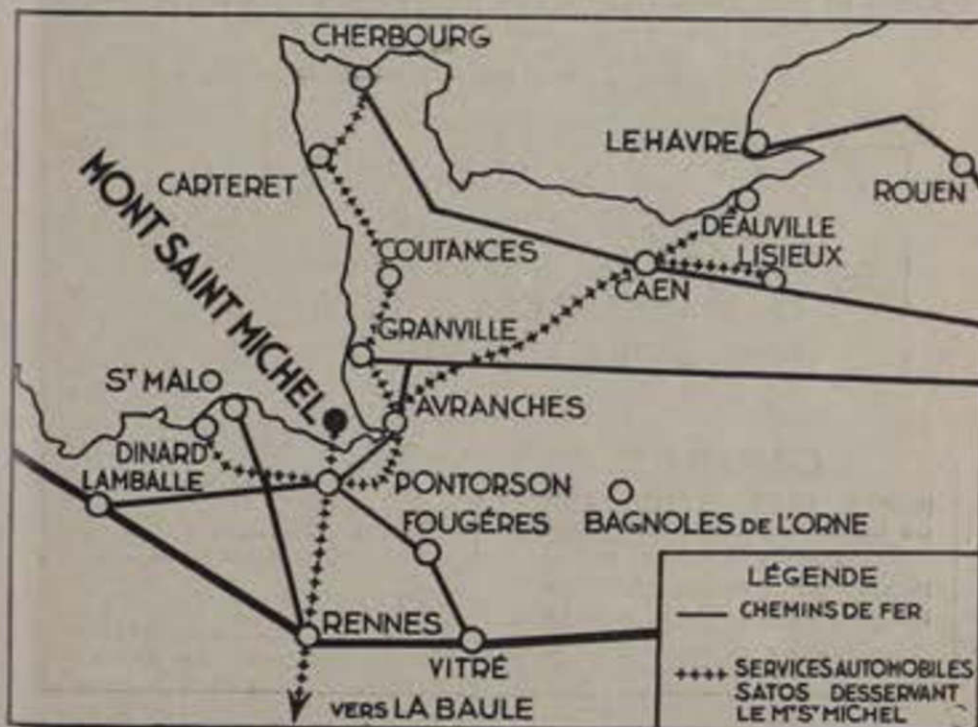 CHERBOURG
LE HAVRE
ROUEN
CARTERET
MONT SAINT MICHEL
DEAUVILLE
COUTANCES
LISIEUX
CAEN
GRANVILLE
ST MALO
AVRANCHES
DINARD
LAMBALLE
PONTORSON
FOUGÉRES
BAGNOLES DE L'ORNE
RENNES
VITRÉ
VERS LA BAULE
LÉGENDE
CHEMINS DE FER
SERVICES AUTOMOBILES
SATOS DESSERVANT
LE MT ST MICHEL